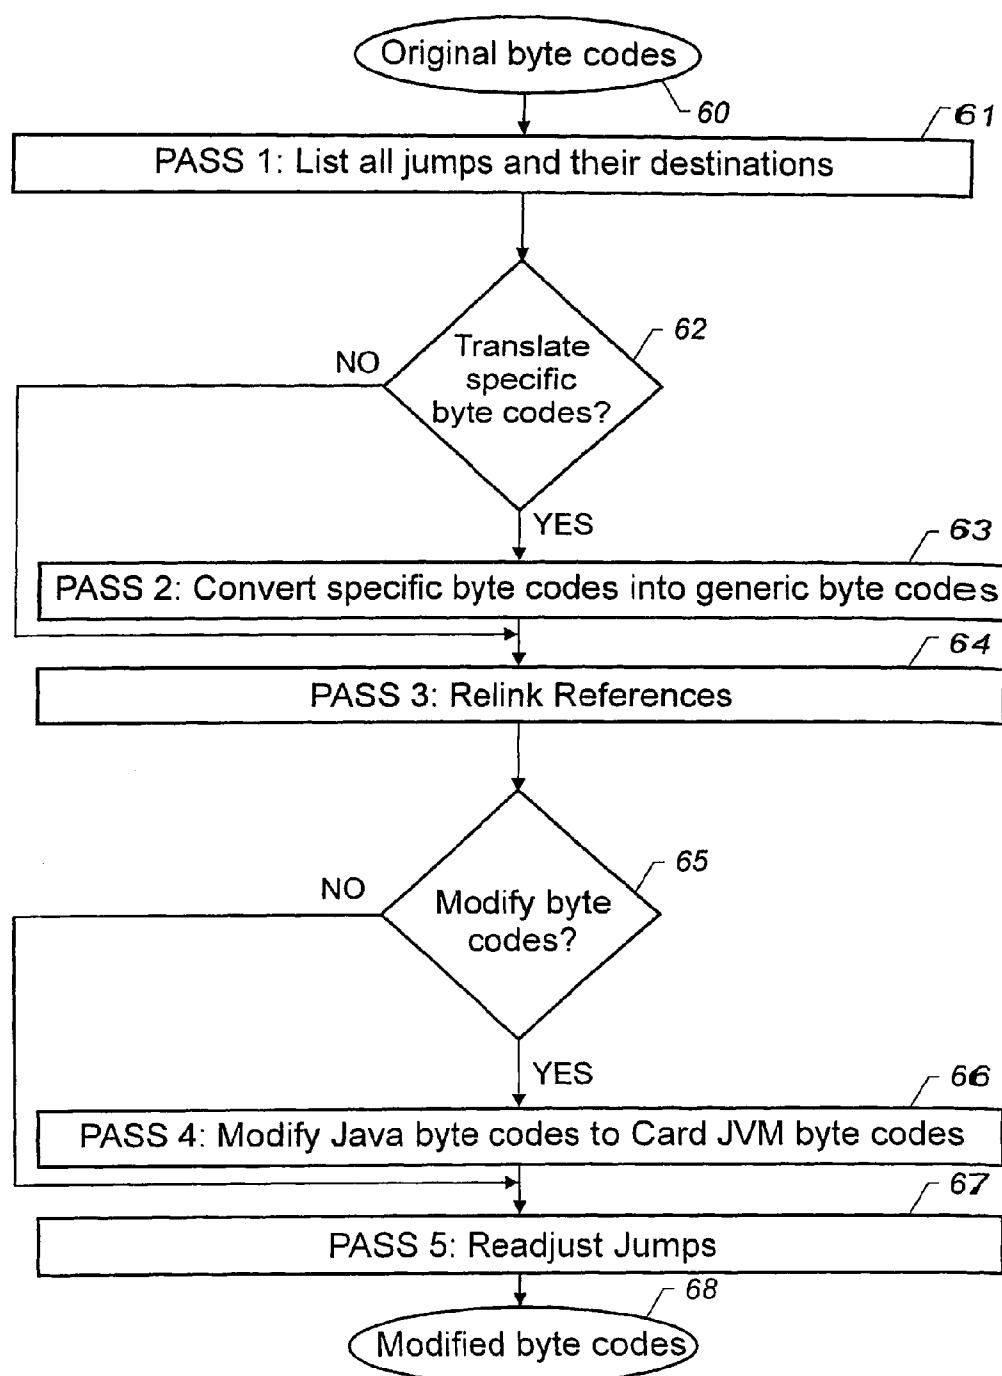 Original byte codes
60
61
PASS 1: List all jumps and their destinations
62
Translate
specific
byte codes?
NO
YES
63
PASS 2: Convert specific byte codes into generic byte codes
64
PASS 3: Relink References
65
Modify byte
codes?
NO
YES
66
PASS 4: Modify Java byte codes to Card JVM byte codes
67
PASS 5: Readjust Jumps
68
Modified byte codes